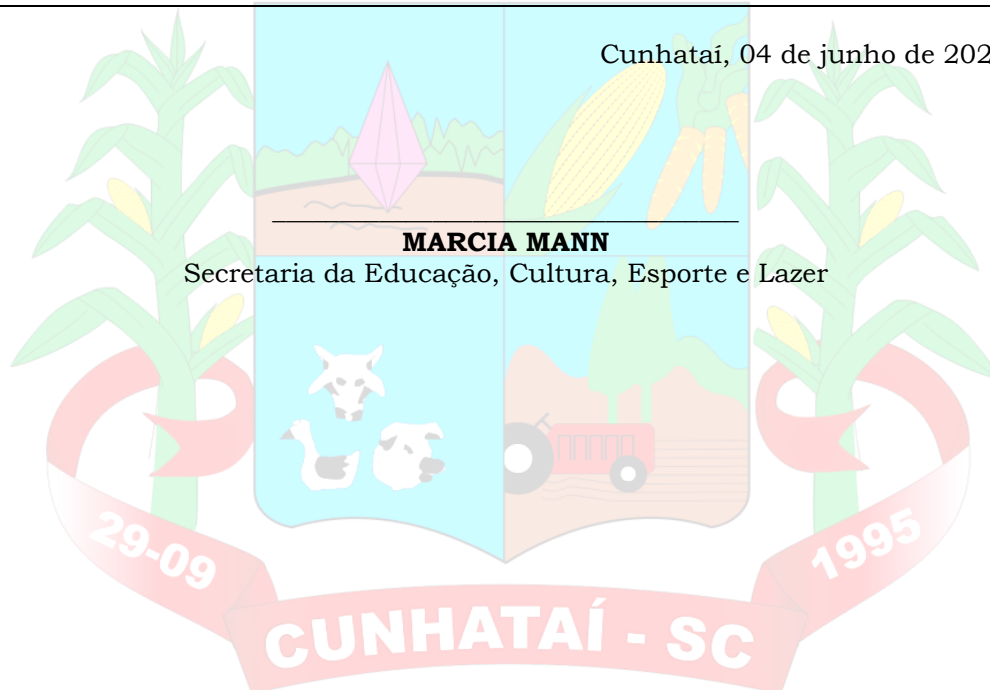 Cunhataí, 04 de junho de 202
MARCIA MANN
Secretaria da Educação, Cultura, Esporte e Lazer
29-09
1995
CUNHATAÍ - SC